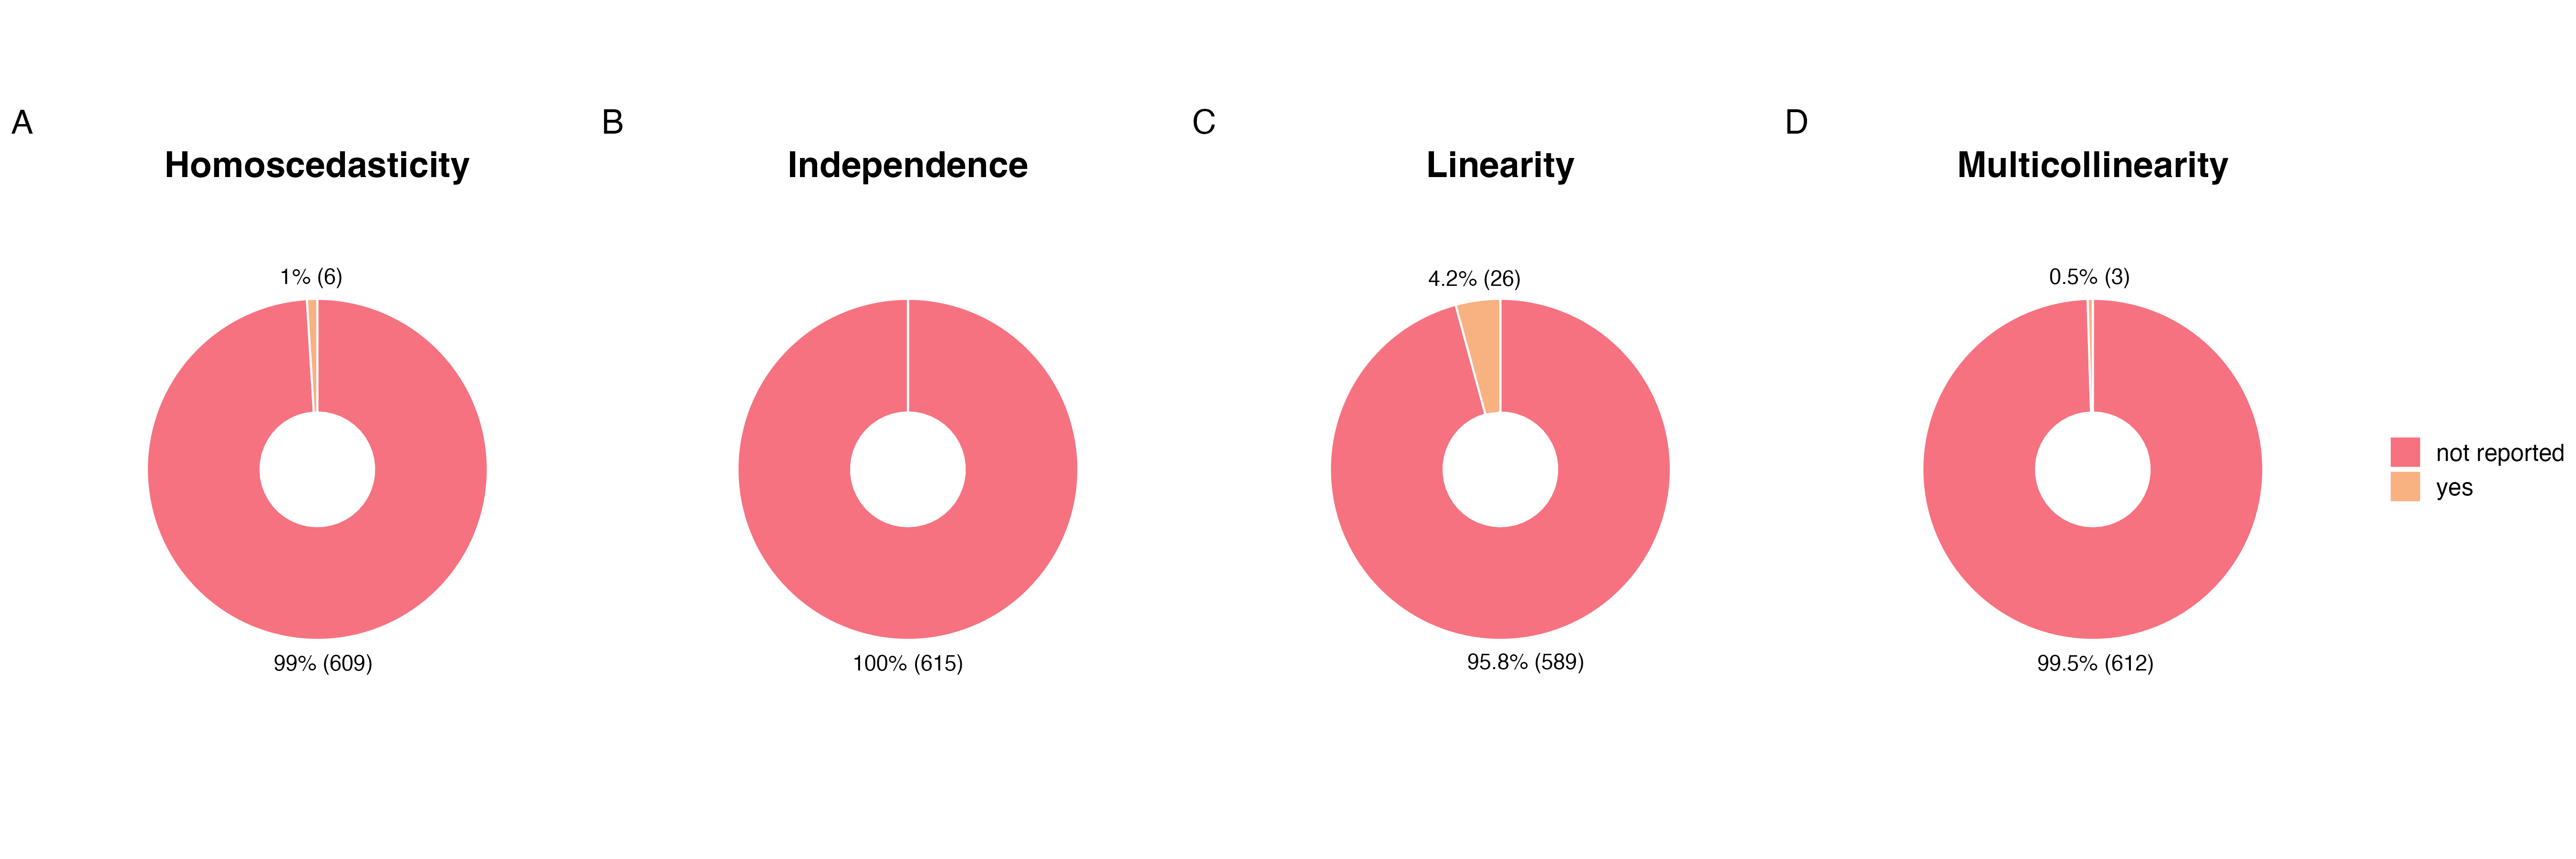 A
Homoscedasticity
1% (6)
99% (609)
B
Independence
100% (615)
C
Linearity
4.2% (26)
95.8% (589)
D
Multicollinearity
0.5% (3)
99.5% (612)
not reported
yes